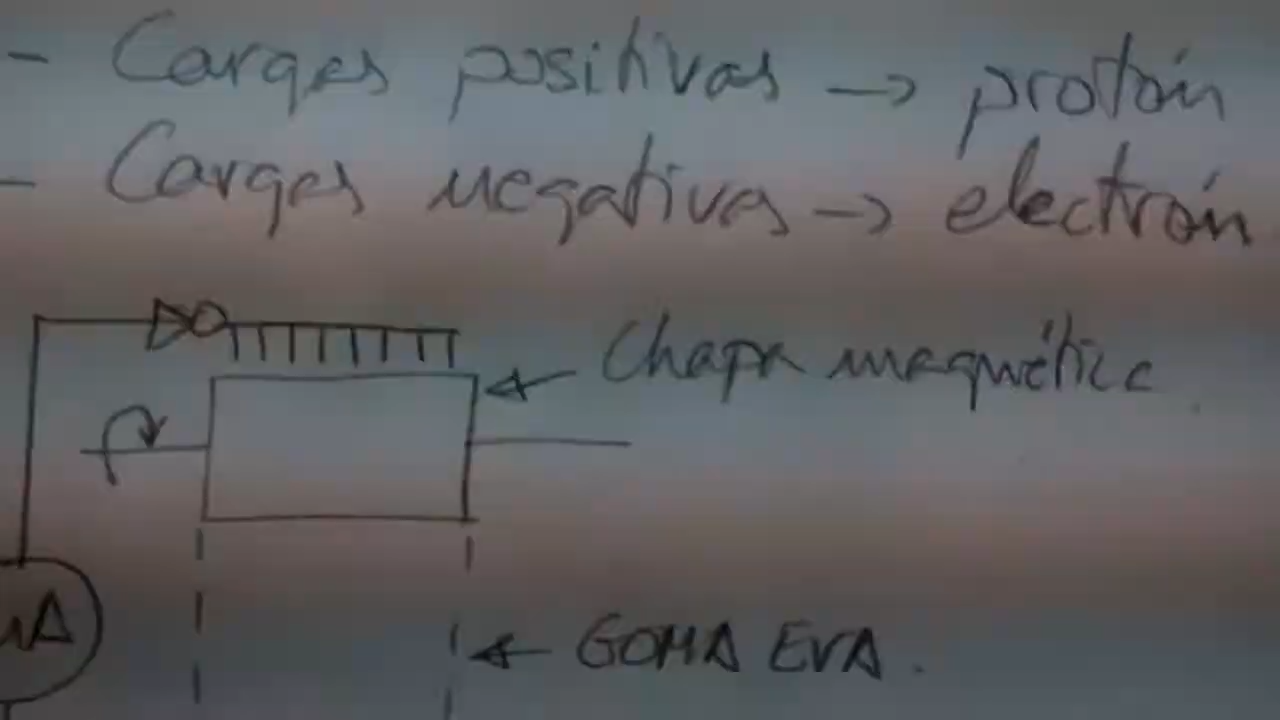 - Cargas positivas -> protón
- Cargas negativas -> electrón
Chapa magnética
GOMA EVA.